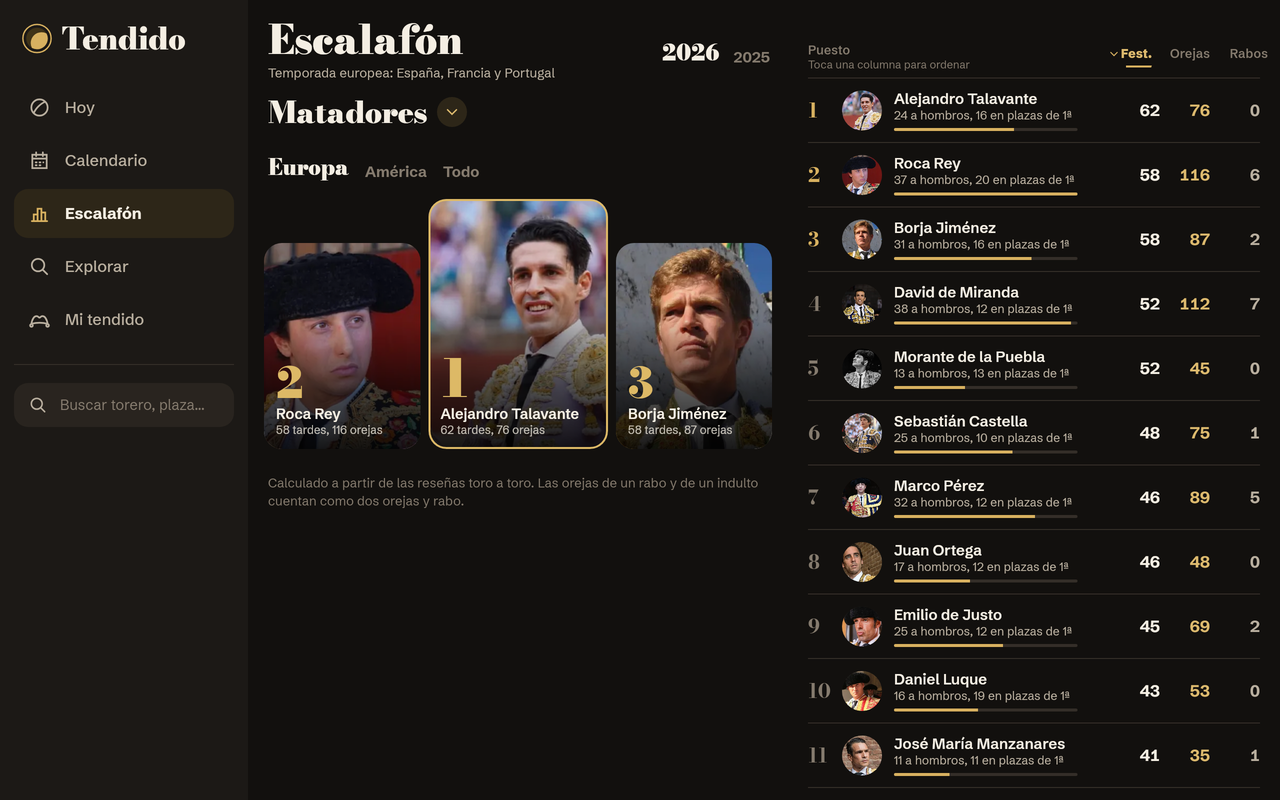 Tendido
Hoy
Calendario
Escalafón
Explorar
Mi tendido
Buscar torero, plaza...
Escalafón
Temporada europea: España, Francia y Portugal
2026 2025
Matadores
Europa América Todo
2
Roca Rey
58 tardes, 116 orejas
1
Alejandro Talavante
62 tardes, 76 orejas
3
Borja Jiménez
58 tardes, 87 orejas
Calculado a partir de las reseñas toro a toro. Las orejas de un rabo y de un indulto
cuentan como dos orejas y rabo.
Puesto Fest. Orejas Rabos
Toca una columna para ordenar
1 Alejandro Talavante 62 76 0
24 a hombros, 16 en plazas de 1ª
2 Roca Rey 58 116 6
37 a hombros, 20 en plazas de 1ª
3 Borja Jiménez 58 87 2
31 a hombros, 16 en plazas de 1ª
4 David de Miranda 52 112 7
38 a hombros, 12 en plazas de 1ª
5 Morante de la Puebla 52 45 0
13 a hombros, 13 en plazas de 1ª
6 Sebastián Castella 48 75 1
25 a hombros, 10 en plazas de 1ª
7 Marco Pérez 46 89 5
32 a hombros, 12 en plazas de 1ª
8 Juan Ortega 46 48 0
17 a hombros, 12 en plazas de 1ª
9 Emilio de Justo 45 69 2
25 a hombros, 12 en plazas de 1ª
10 Daniel Luque 43 53 0
16 a hombros, 19 en plazas de 1ª
11 José María Manzanares 41 35 1
11 a hombros, 11 en plazas de 1ª